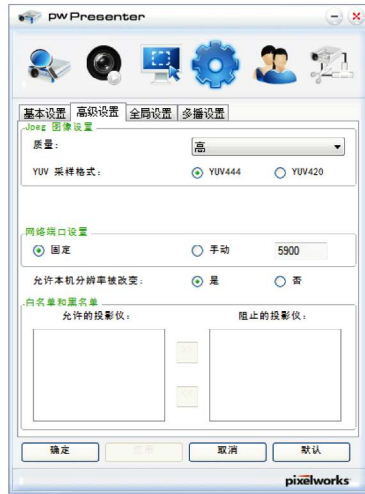 pwPresenter
基本设置 高级设置 全局设置 多播设置
Jpeg 图像设置
质量: 高
YUV 采样格式: YUV444 YUV420
网络端口设置
固定 手动 5900
允许本机分辨率被改变: 是 否
白名单和黑名单
允许的投影仪: 阻止的投影仪:
>>
<<
确定 应用 取消 默认
pixelworks